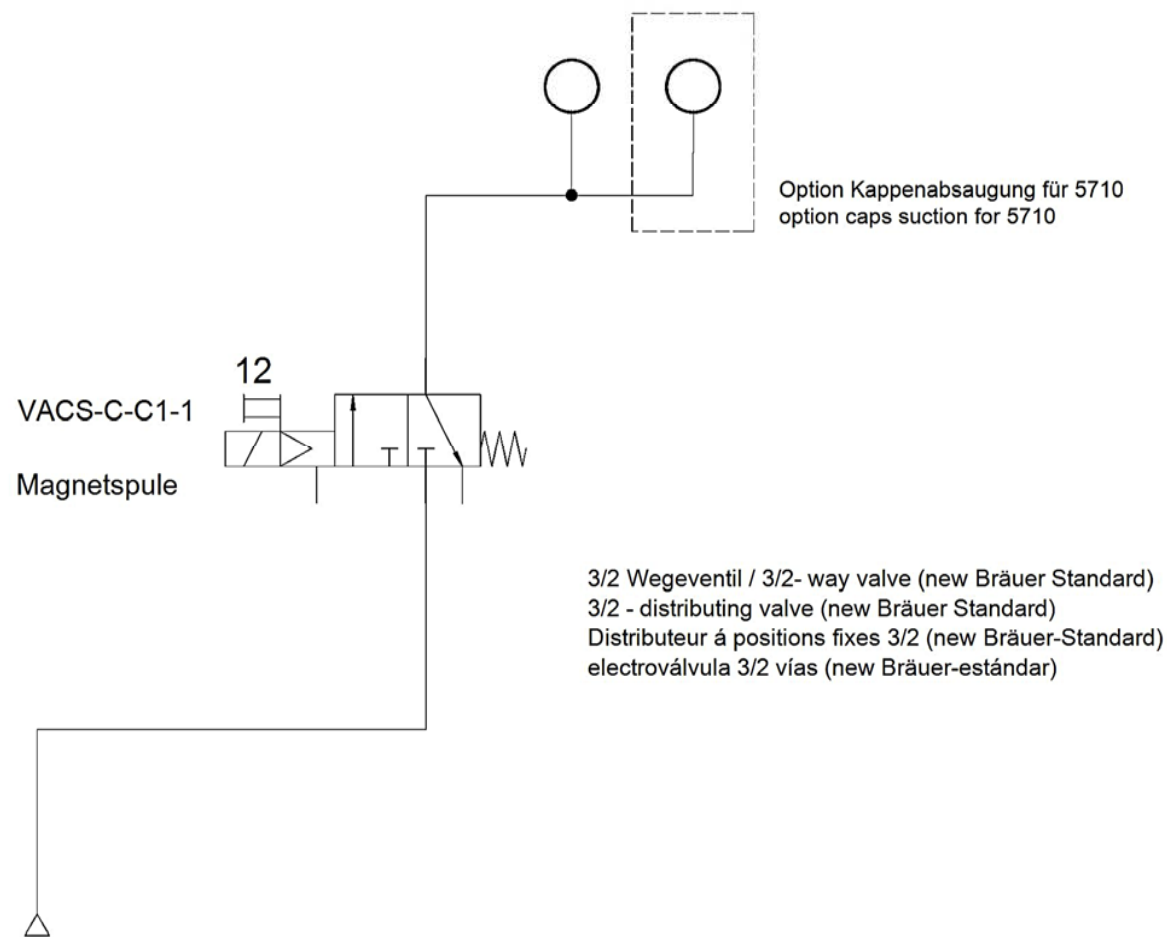 Option Kappenabsaugung für 5710
option caps suction for 5710
12
VACS-C-C1-1
Magnetspule
3/2 Wegeventil / 3/2- way valve (new Bräuer Standard)
3/2 - distributing valve (new Bräuer Standard)
Distributeur á positions fixes 3/2 (new Bräuer-Standard)
electroválvula 3/2 vías (new Bräuer-estándar)